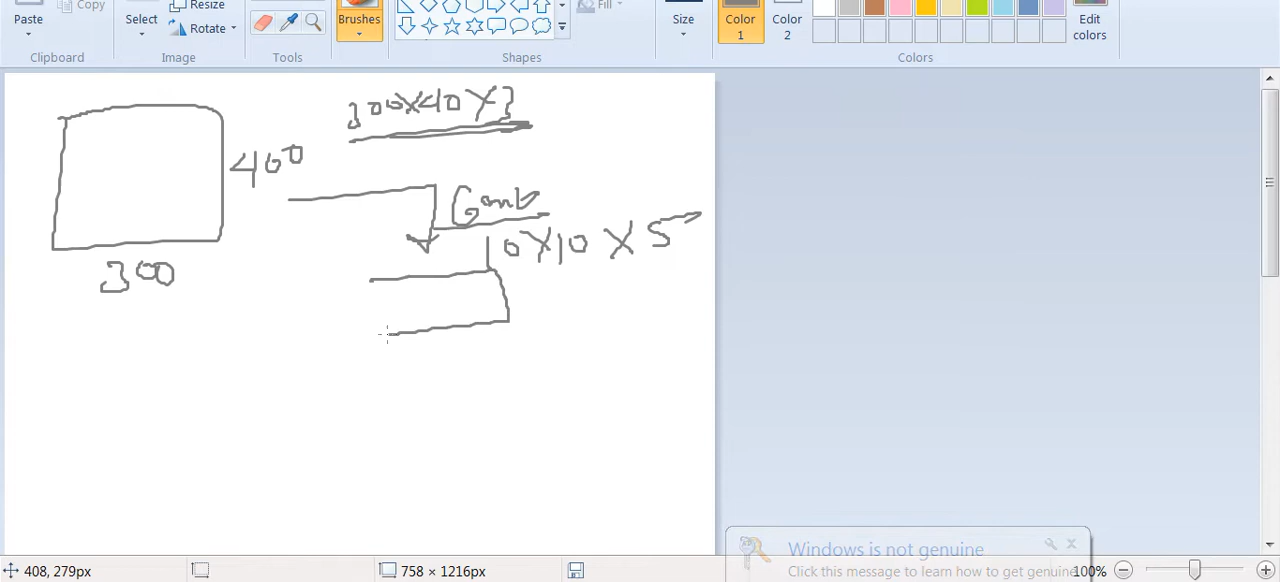 Paste
Copy
Clipboard
Select
Resize
Rotate
Image
Tools
Brushes
Shapes
Fill
Size
Color 1
Color 2
Edit colors
Colors
300X40X3
400
300
10X10X5
Windows is not genuine
Click this message to learn how to get genuine
408, 279px
758 × 1216px
100%